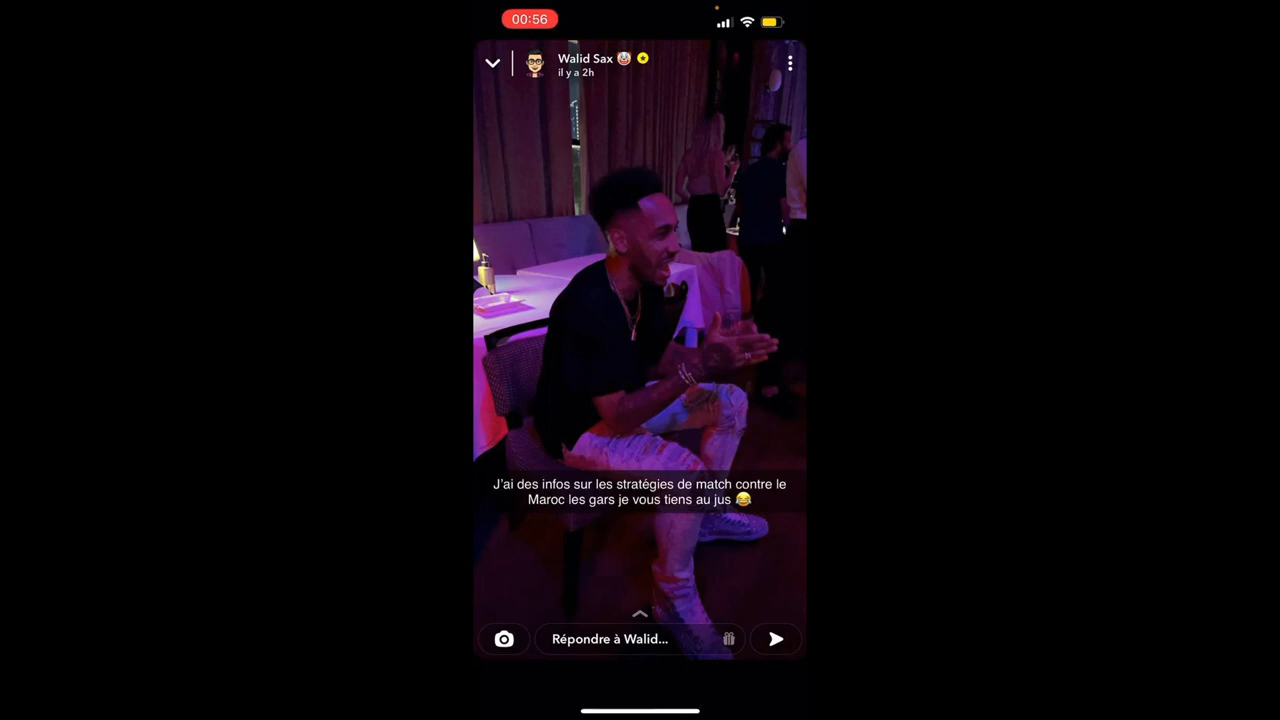 00:56
Walid Sax 🤡
il y a 2h
J'ai des infos sur les stratégies de match contre le
Maroc les gars je vous tiens au jus 😂
Répondre à Walid...